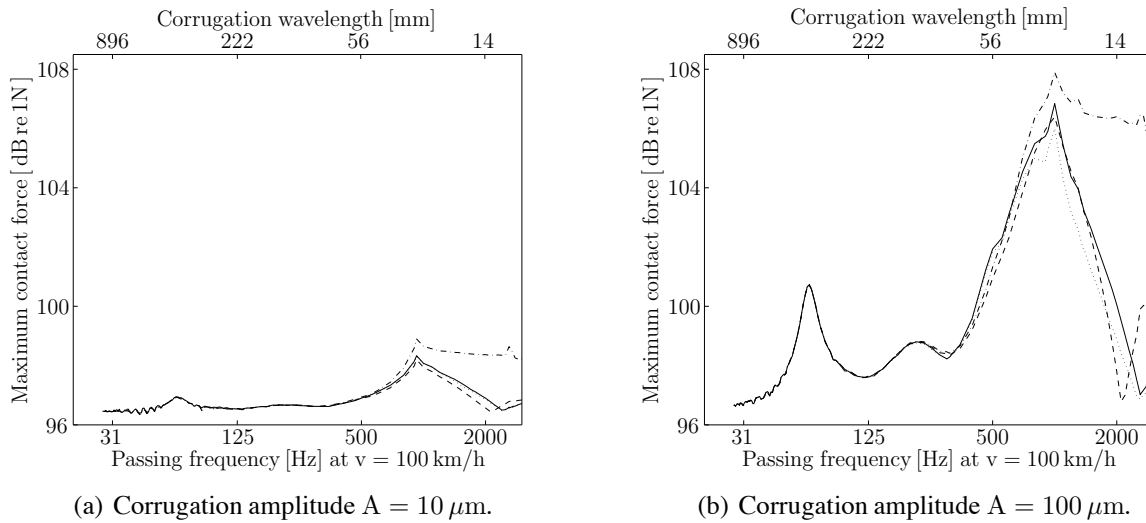 Corrugation wavelength [mm]
896 222 56 14
Maximum contact force [dB re 1N]
108
104
100
96
31 125 500 2000
Passing frequency [Hz] at v = 100 km/h
(a) Corrugation amplitude A = 10 μm.
Corrugation wavelength [mm]
896 222 56 14
Maximum contact force [dB re 1N]
108
104
100
96
31 125 500 2000
Passing frequency [Hz] at v = 100 km/h
(b) Corrugation amplitude A = 100 μm.